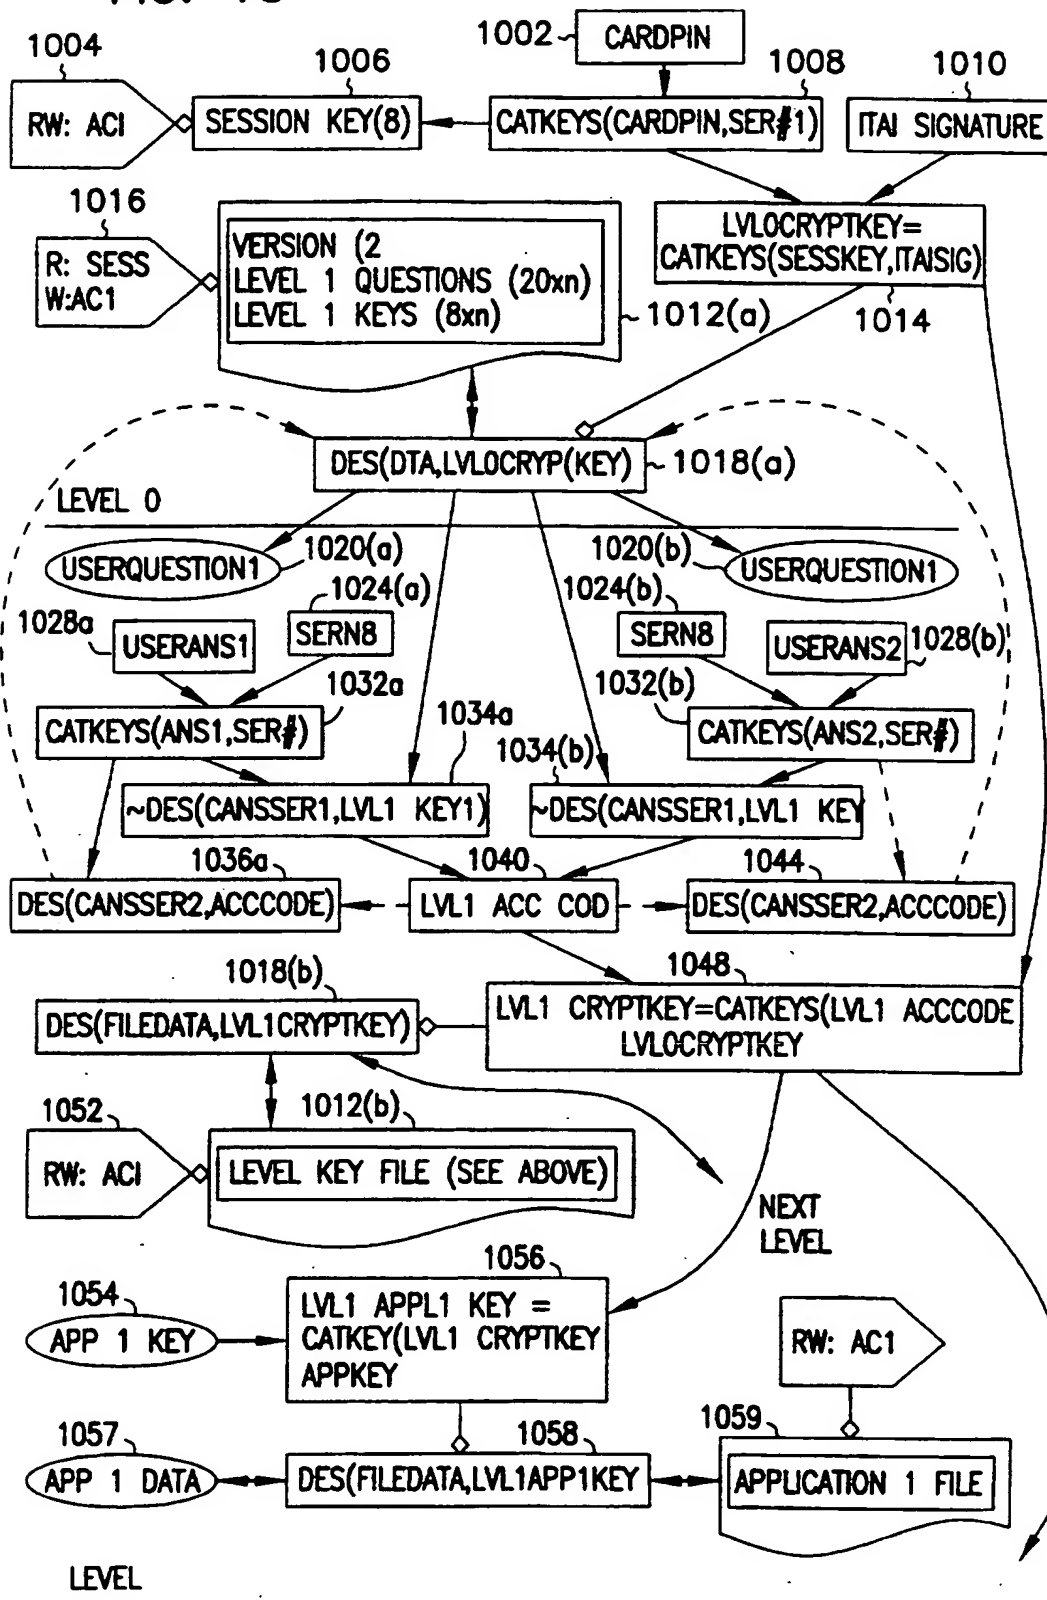 1002
CARDPIN
1004
1006
1008
1010
RW: ACI
SESSION KEY(8)
CATKEYS(CARDPIN,SER#1)
ITAI SIGNATURE
1016
R: SESS
W:AC1
VERSION (2
LEVEL 1 QUESTIONS (20xn)
LEVEL 1 KEYS (8xn)
1012(a)
LVLOCRYPTKEY=
CATKEYS(SESSKEY,ITAISIG)
1014
DES(DTA,LVLOCRYP(KEY)
1018(a)
LEVEL 0
USERQUESTION1
1020(a)
1020(b)
USERQUESTION1
1024(a)
1024(b)
1028a
USERANS1
SERN8
SERN8
USERANS2
1028(b)
1032a
1032(b)
CATKEYS(ANS1,SER#)
CATKEYS(ANS2,SER#)
1034a
1034(b)
~DES(CANSSER1,LVL1 KEY1)
~DES(CANSSER1,LVL1 KEY
1036a
1040
1044
DES(CANSSER2,ACCCODE)
LVL1 ACC COD
DES(CANSSER2,ACCCODE)
1018(b)
1048
DES(FILEDATA,LVL1CRYPTKEY)
LVL1 CRYPTKEY=CATKEYS(LVL1 ACCCODE
LVLOCRYPTKEY
1052
1012(b)
RW: ACI
LEVEL KEY FILE (SEE ABOVE)
NEXT
LEVEL
1056
1054
APP 1 KEY
LVL1 APPL1 KEY =
CATKEY(LVL1 CRYPTKEY
APPKEY
RW: AC1
1057
1058
1059
APP 1 DATA
DES(FILEDATA,LVL1APP1KEY
APPLICATION 1 FILE
LEVEL